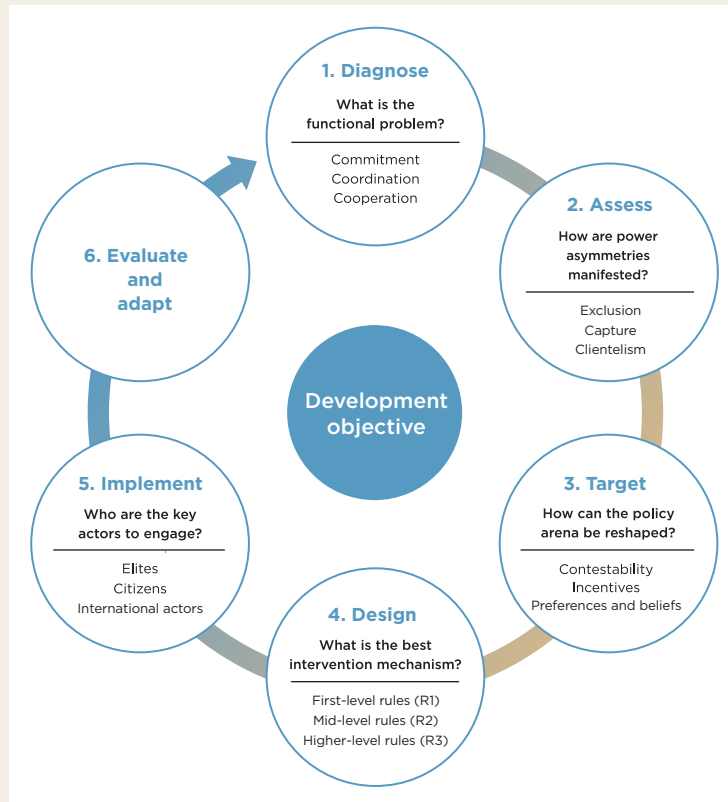 1. Diagnose
What is the
functional problem?
Commitment
Coordination
Cooperation
2. Assess
How are power
asymmetries
manifested?
Exclusion
Capture
Clientelism
3. Target
How can the policy
arena be reshaped?
Contestability
Incentives
Preferences and beliefs
4. Design
What is the best
intervention mechanism?
First-level rules (R1)
Mid-level rules (R2)
Higher-level rules (R3)
5. Implement
Who are the key
actors to engage?
Elites
Citizens
International actors
6. Evaluate
and
adapt
Development
objective